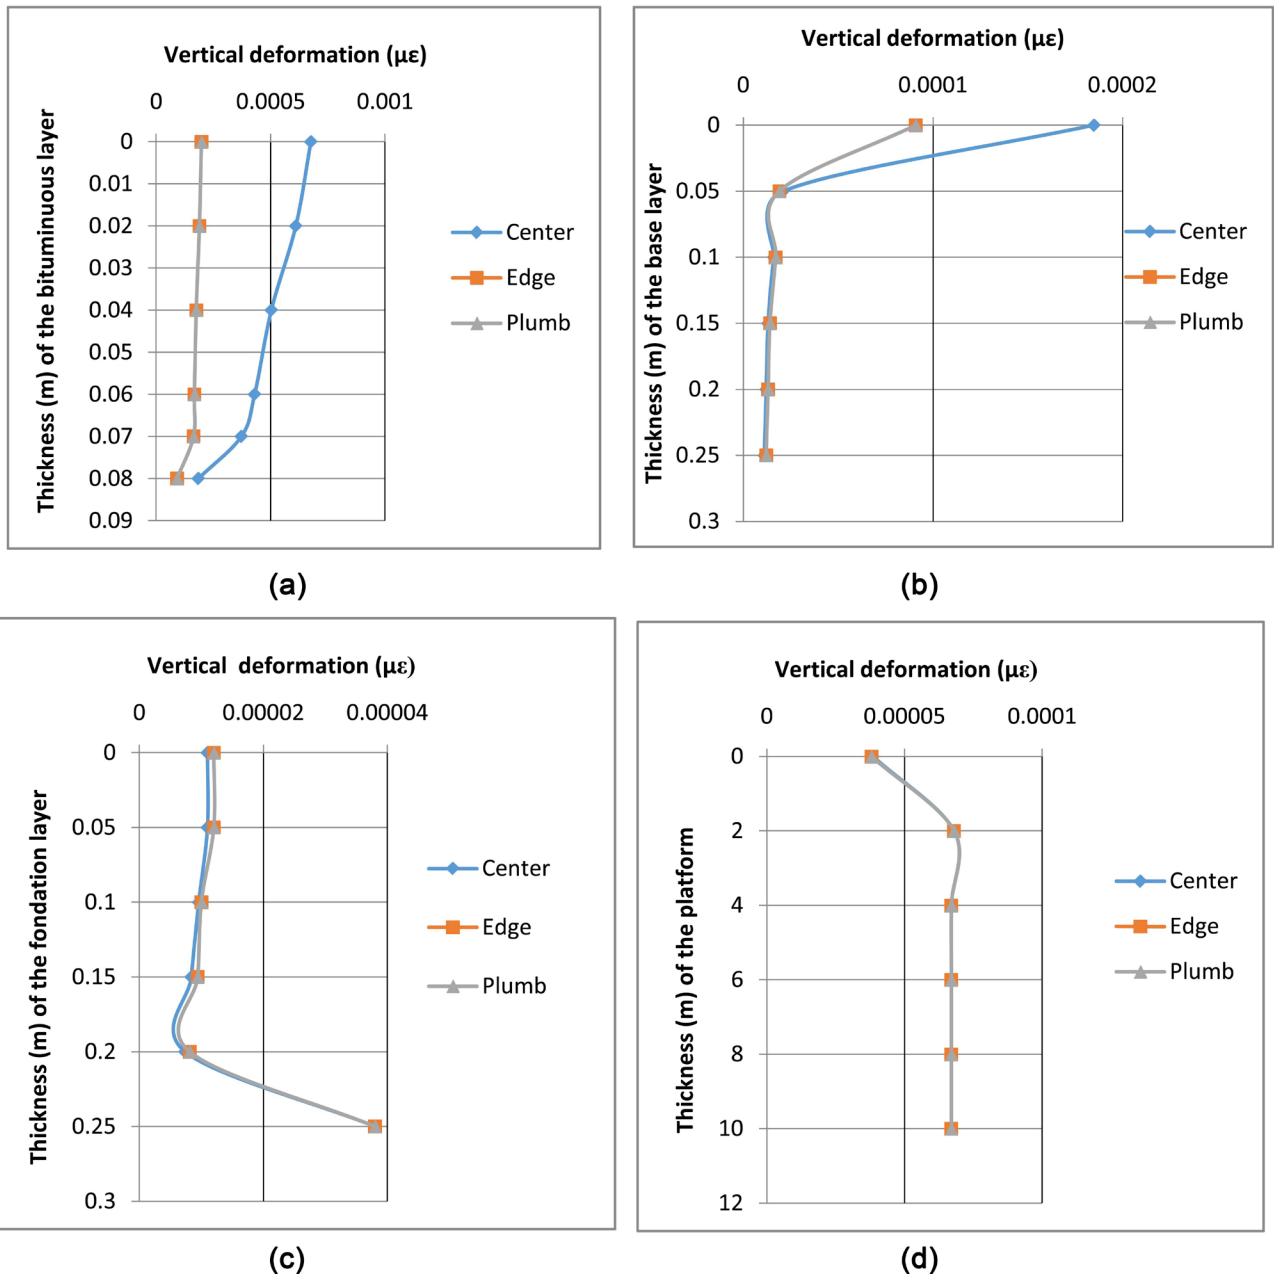 Vertical deformation (με)
0 0.0005 0.001
Thickness (m) of the bituminuous layer
0
0.01
0.02
0.03
0.04
0.05
0.06
0.07
0.08
0.09
Center
Edge
Plumb
(a)
Vertical deformation (με)
0 0.0001 0.0002
Thickness (m) of the base layer
0
0.05
0.1
0.15
0.2
0.25
0.3
Center
Edge
Plumb
(b)
Vertical deformation (με)
0 0.00002 0.00004
Thickness (m) of the fondation layer
0
0.05
0.1
0.15
0.2
0.25
0.3
Center
Edge
Plumb
(c)
Vertical deformation (με)
0 0.00005 0.0001
Thickness (m) of the platform
0
2
4
6
8
10
12
Center
Edge
Plumb
(d)